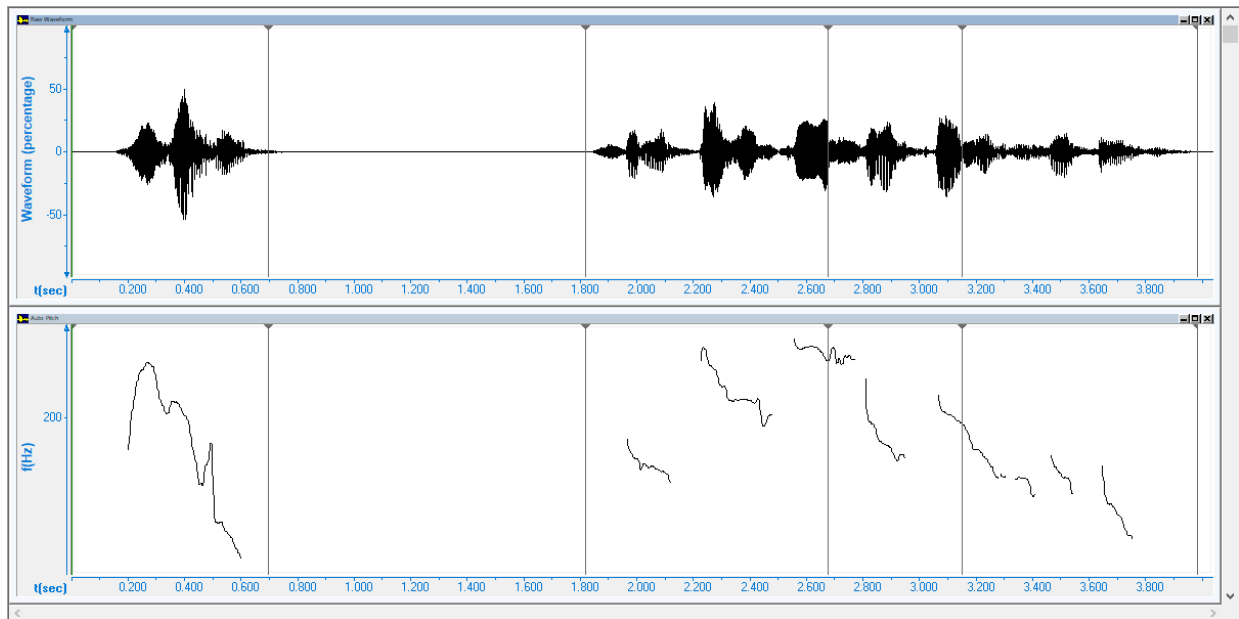 Raw Waveform
Waveform (percentage)
50
0
-50
t(sec)
0.200 0.400 0.600 0.800 1.000 1.200 1.400 1.600 1.800 2.000 2.200 2.400 2.600 2.800 3.000 3.200 3.400 3.600 3.800
Auto Pitch
f(Hz)
200
t(sec)
0.200 0.400 0.600 0.800 1.000 1.200 1.400 1.600 1.800 2.000 2.200 2.400 2.600 2.800 3.000 3.200 3.400 3.600 3.800